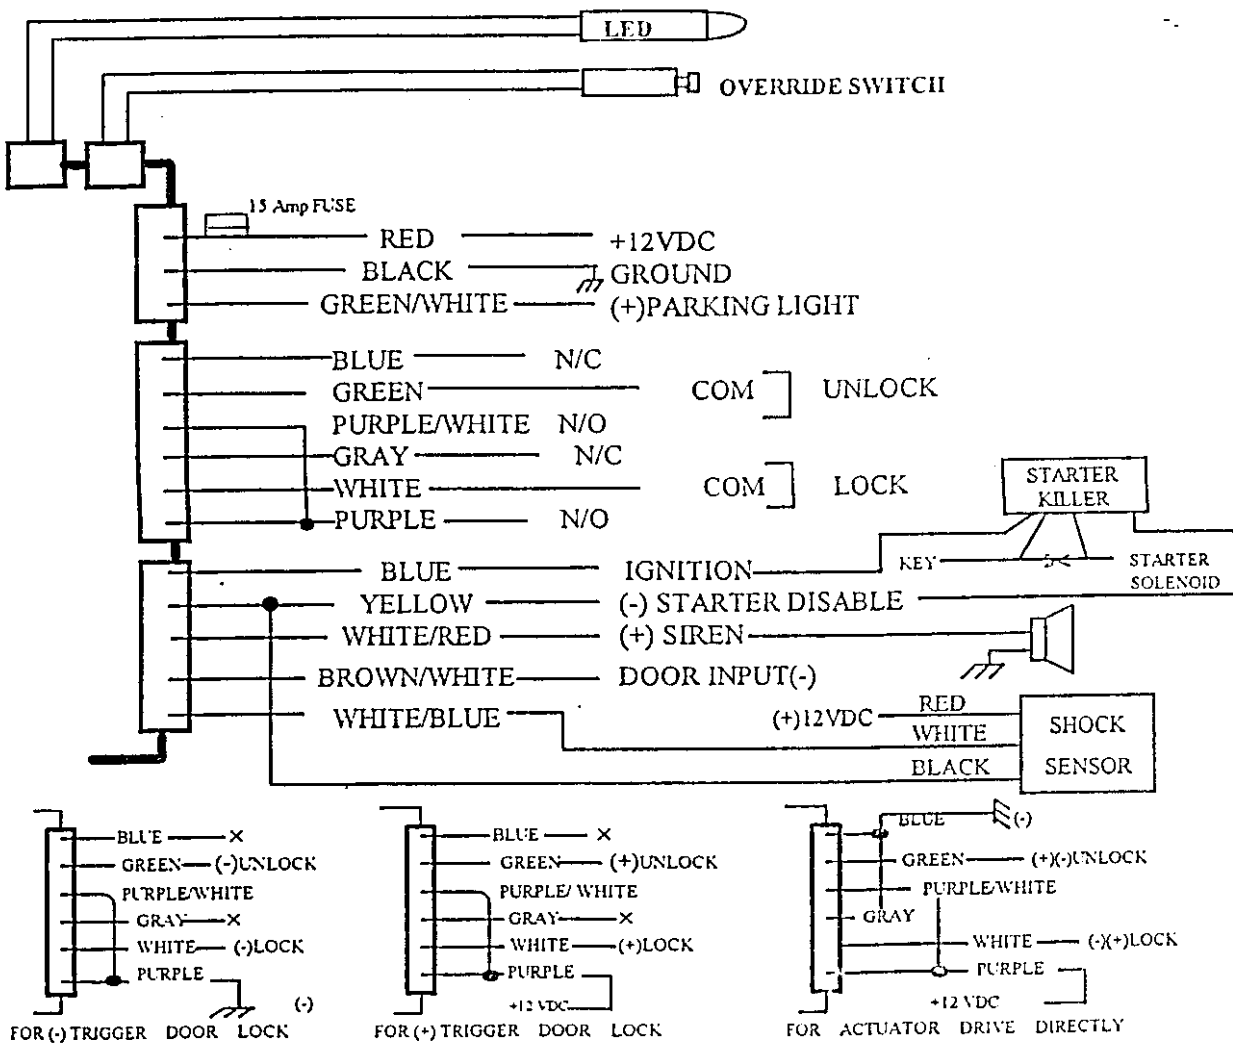 LED
OVERRIDE SWITCH
15 Amp FUSE
RED +12VDC
BLACK GROUND
GREEN/WHITE (+)PARKING LIGHT
BLUE N/C
GREEN COM UNLOCK
PURPLE/WHITE N/O
GRAY N/C
WHITE COM LOCK
PURPLE N/O
STARTER
KILLER
KEY
STARTER
SOLENOID
BLUE IGNITION
YELLOW (-) STARTER DISABLE
WHITE/RED (+) SIREN
BROWN/WHITE DOOR INPUT(-)
WHITE/BLUE
(+)12VDC RED
WHITE
BLACK
SHOCK
SENSOR
BLUE X
GREEN (-)UNLOCK
PURPLE/WHITE
GRAY X
WHITE (-)LOCK
PURPLE
(-)
FOR (-) TRIGGER DOOR LOCK
BLUE X
GREEN (+)UNLOCK
PURPLE/ WHITE
GRAY X
WHITE (+)LOCK
PURPLE
+12 VDC
FOR (+) TRIGGER DOOR LOCK
BLUE (-)
GREEN (+)(-)UNLOCK
PURPLE/WHITE
GRAY
WHITE (-)(+)LOCK
PURPLE
+12 VDC
FOR ACTUATOR DRIVE DIRECTLY